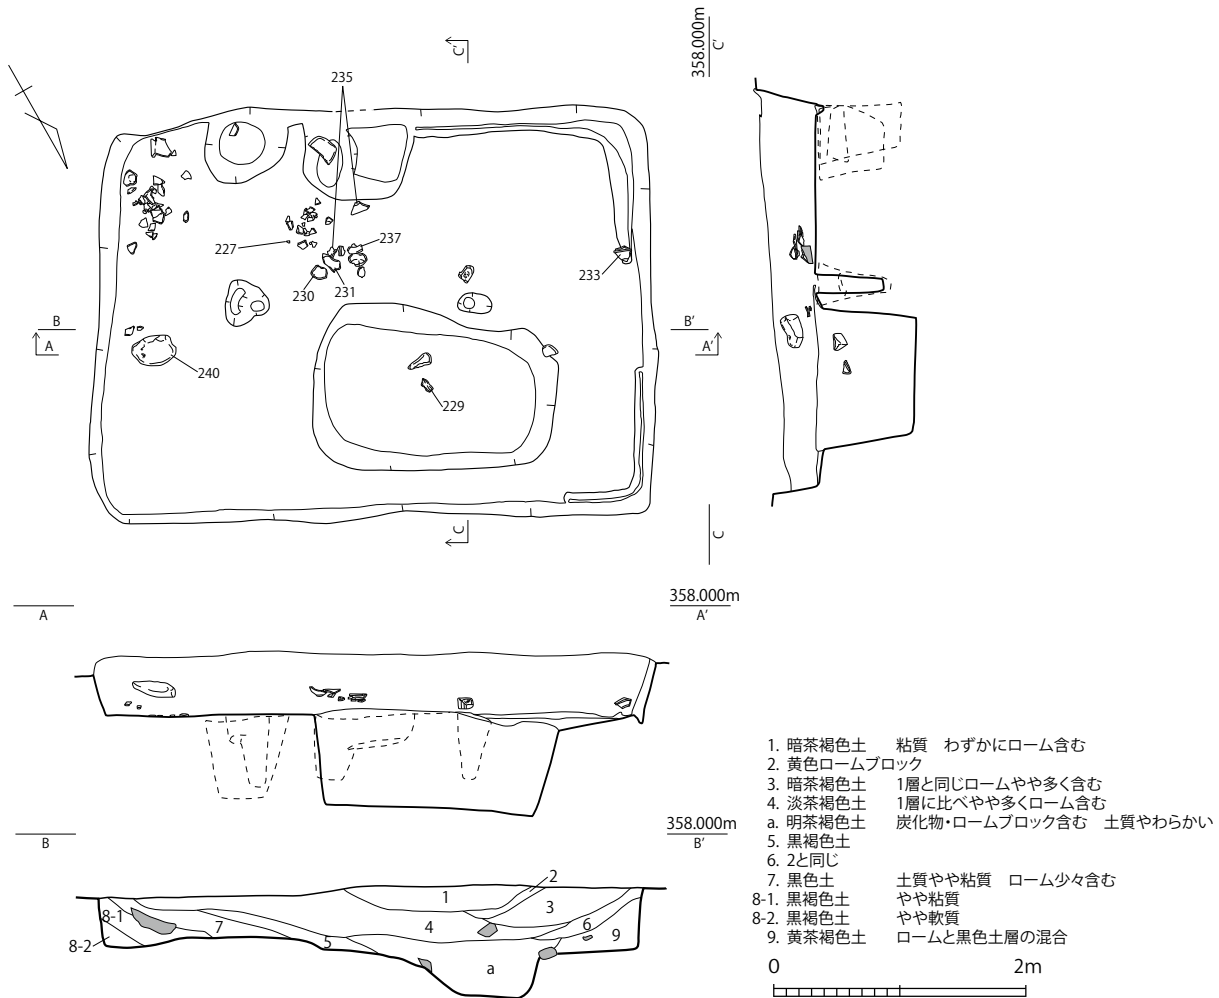 358.000m
C'
C'
235
227
237
233
230
231
B
A
B'
A'
240
229
C
C
A
358.000m
A'
B
358.000m
B'
1
2
3
4
5
6
7
8-1
8-2
9
a
1. 暗茶褐色土 粘質 わずかにローム含む
2. 黄色ロームブロック
3. 暗茶褐色土 1層と同じロームやや多く含む
4. 淡茶褐色土 1層に比べやや多くローム含む
a. 明茶褐色土 炭化物・ロームブロック含む 土質やわらかい
5. 黒褐色土
6. 2と同じ
7. 黒色土 土質やや粘質 ローム少々含む
8-1. 黒褐色土 やや粘質
8-2. 黒褐色土 やや軟質
9. 黄茶褐色土 ロームと黒色土層の混合
0 2m